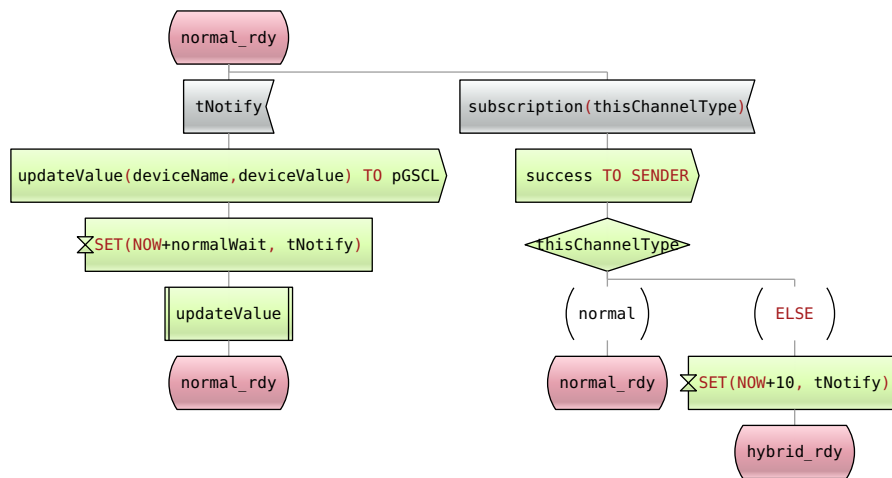 normal_rdy
tNotify
subscription(thisChannelType)
updateValue(deviceName,deviceValue) TO pGSCL
success TO SENDER
SET(NOW+normalWait, tNotify)
thisChannelType
updateValue
normal
ELSE
normal_rdy
normal_rdy
SET(NOW+10, tNotify)
hybrid_rdy